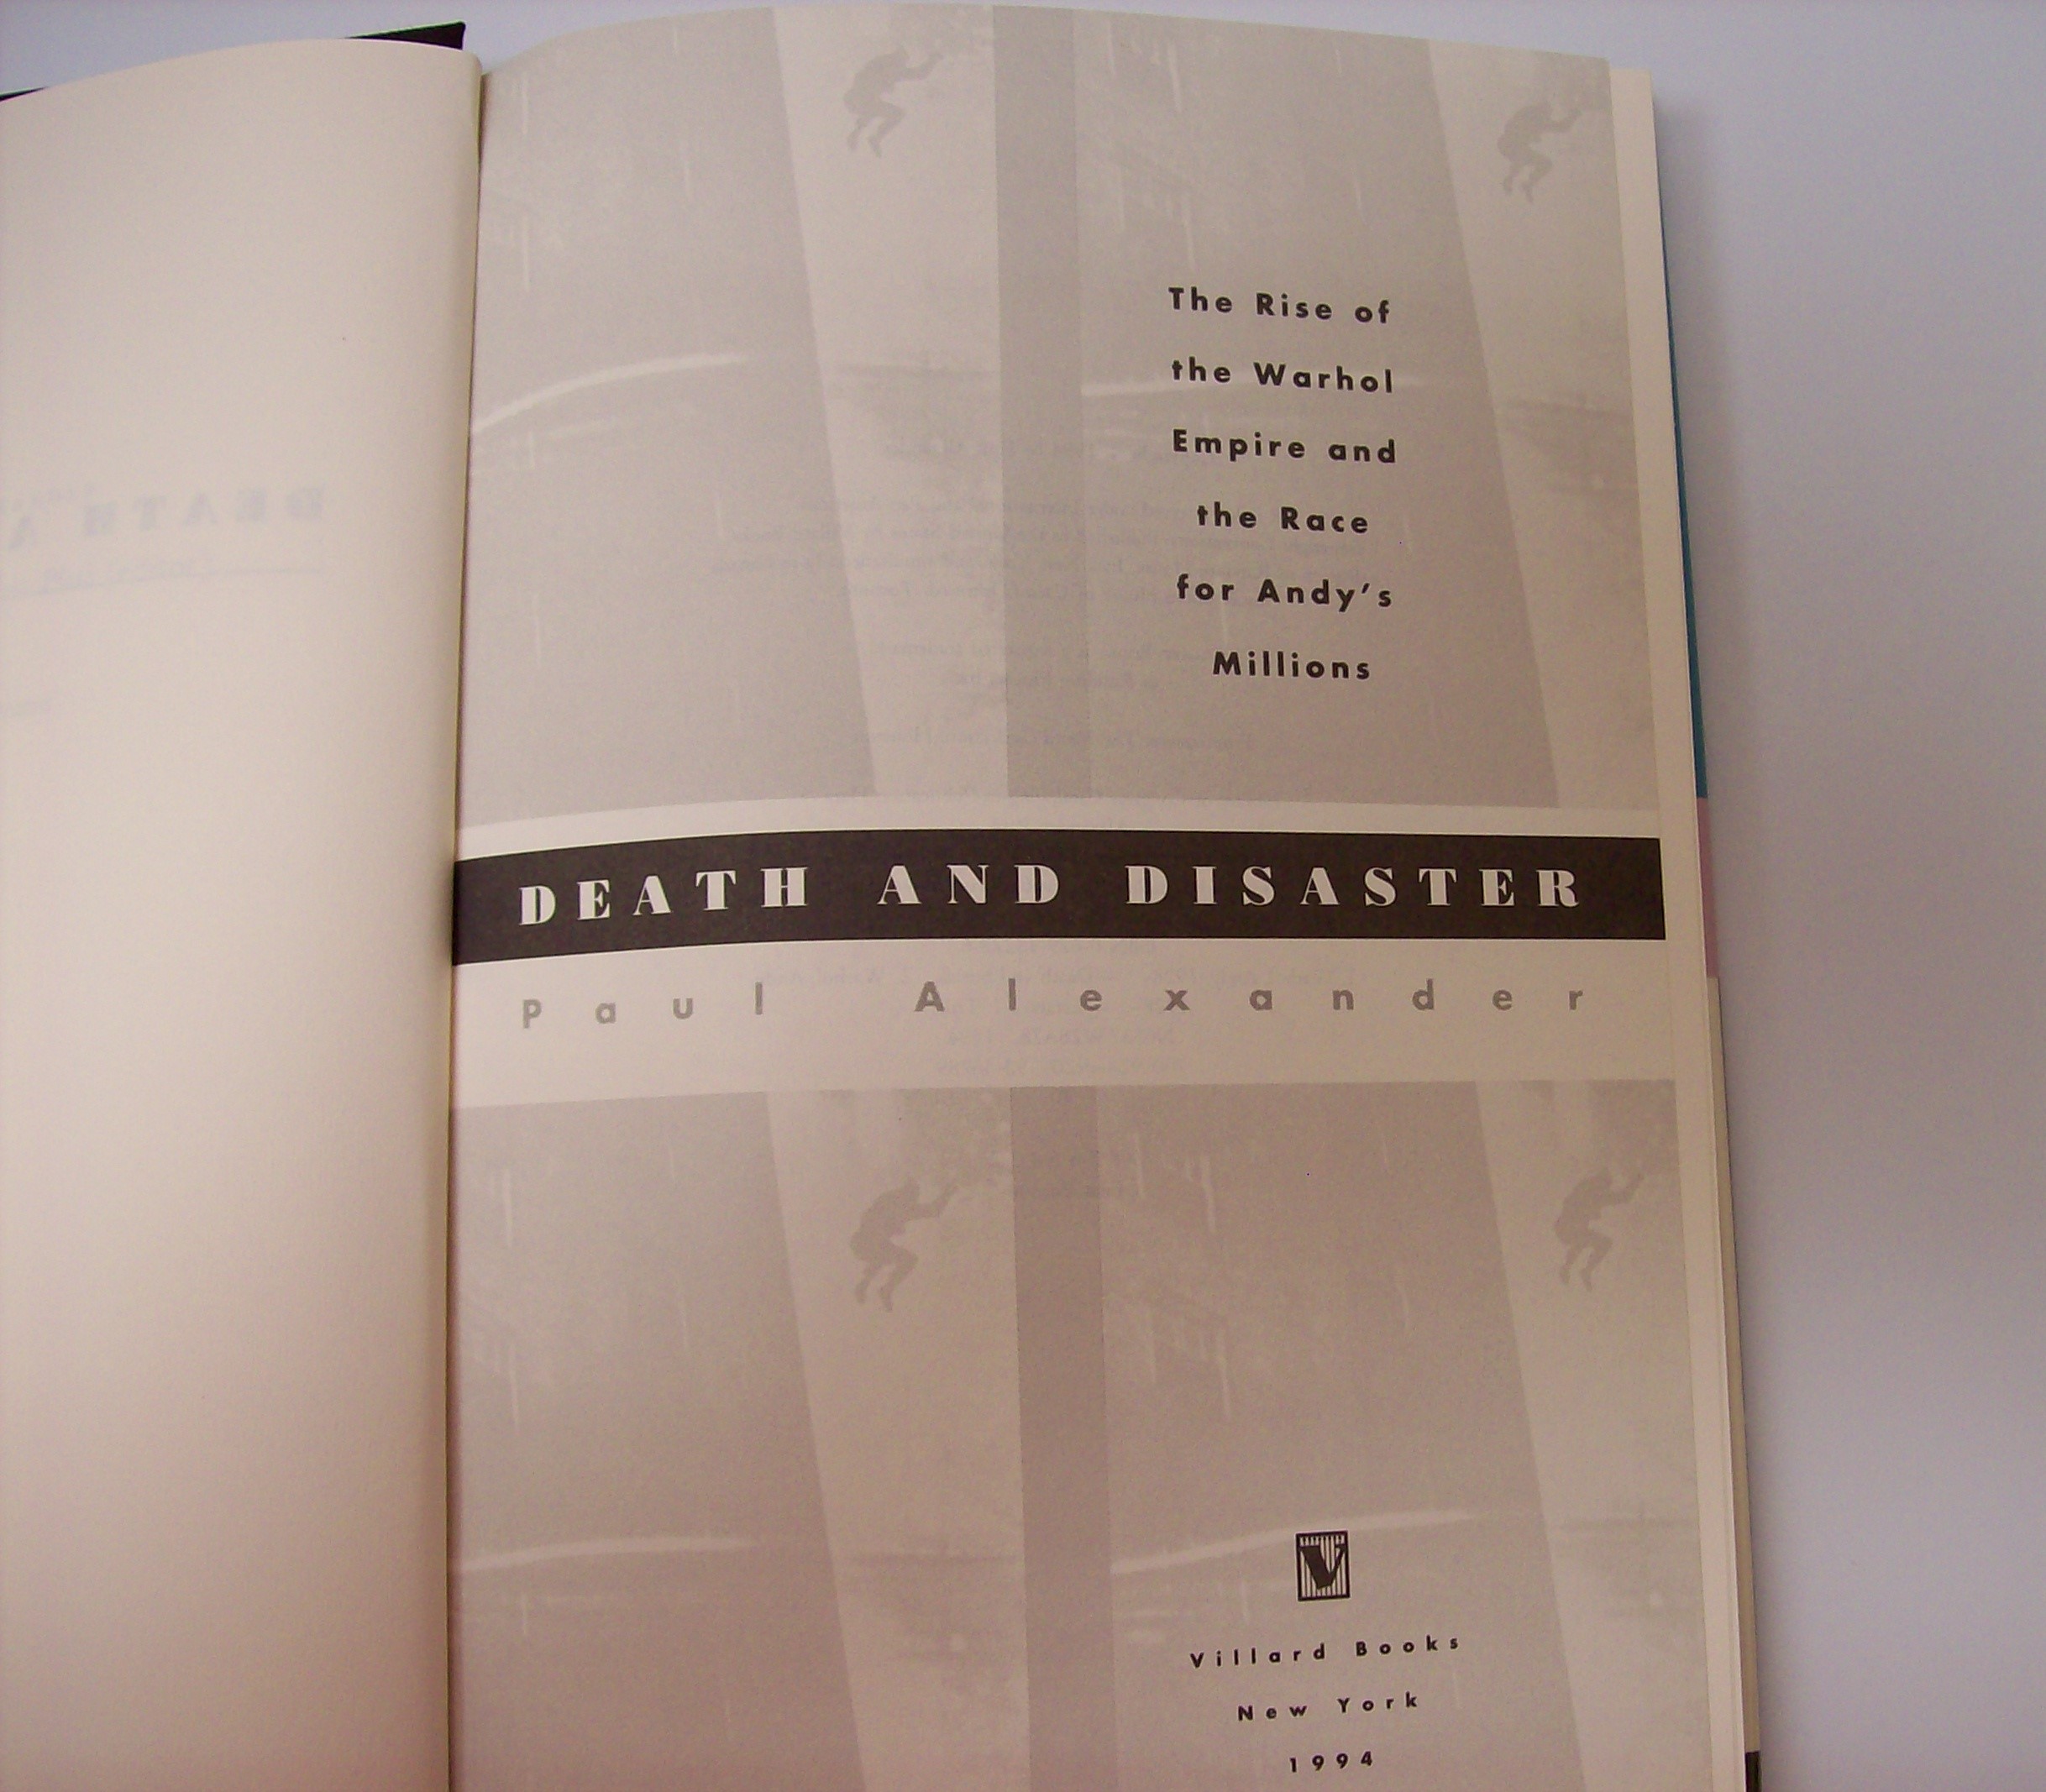 The Rise of
the Warhol
Empire and
the Race
for Andy's
Millions
DEATH AND DISASTER
Paul Alexander
V
Villard Books
New York
1994